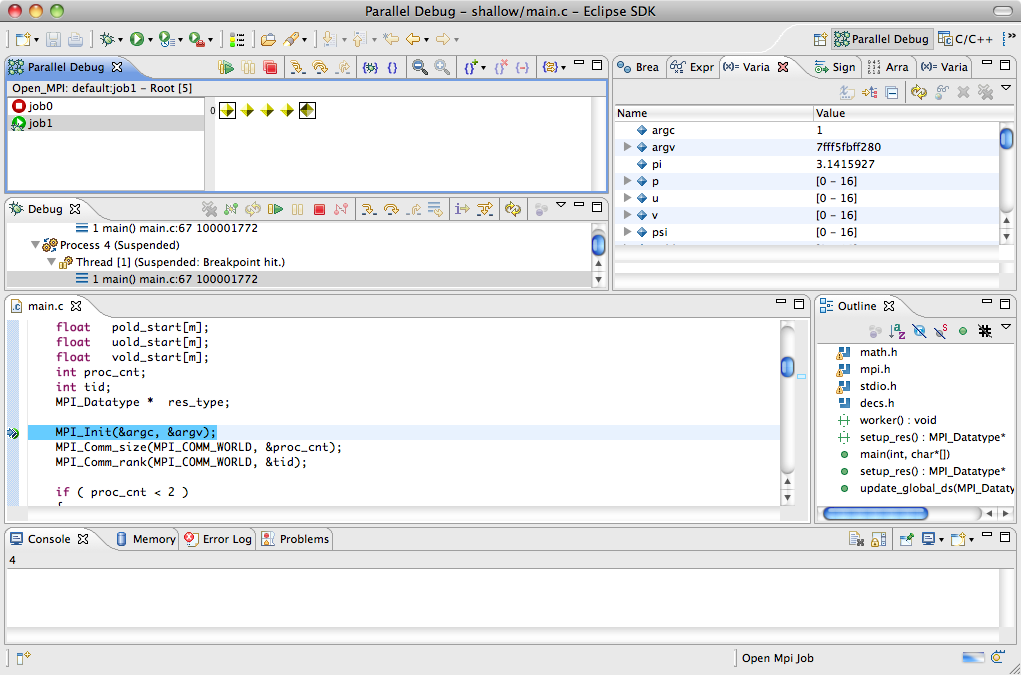 Parallel Debug - shallow/main.c - Eclipse SDK
Parallel Debug
C/C++
Parallel Debug
Open_MPI: default:job1 - Root [5]
job0
job1
0
Brea
Expr
(x)= Varia
Sign
Arra
(x)= Varia
Name Value
argc 1
argv 7fff5fbff280
pi 3.1415927
p [0 - 16]
u [0 - 16]
v [0 - 16]
psi [0 - 16]
Debug
1 main() main.c:67 100001772
Process 4 (Suspended)
Thread [1] (Suspended: Breakpoint hit.)
1 main() main.c:67 100001772
main.c
float pold_start[m];
float uold_start[m];
float vold_start[m];
int proc_cnt;
int tid;
MPI_Datatype * res_type;
MPI_Init(&argc, &argv);
MPI_Comm_size(MPI_COMM_WORLD, &proc_cnt);
MPI_Comm_rank(MPI_COMM_WORLD, &tid);
if ( proc_cnt < 2 )
Outline
math.h
mpi.h
stdio.h
decs.h
worker() : void
setup_res() : MPI_Datatype*
main(int, char*[])
setup_res() : MPI_Datatype*
update_global_ds(MPI_Dataty
Console
Memory
Error Log
Problems
4
Open Mpi Job